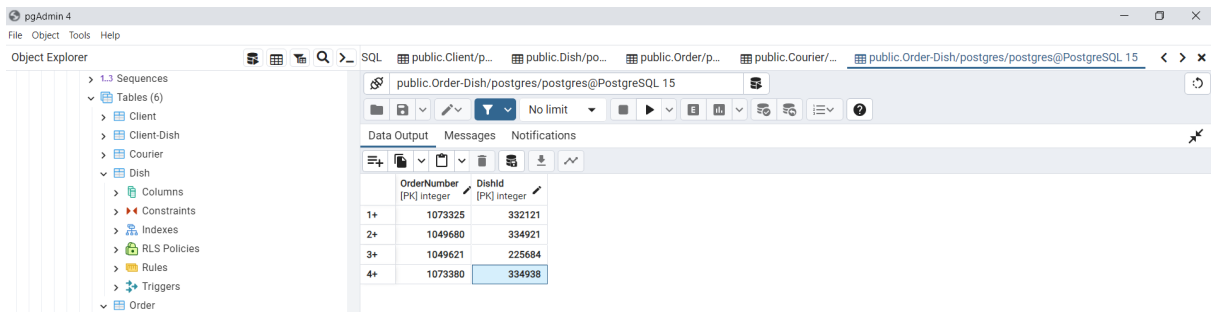 pgAdmin 4
File Object Tools Help
Object Explorer
SQL public.Client/p... public.Dish/po... public.Order/p... public.Courier/... public.Order-Dish/postgres/postgres@PostgreSQL 15
1..3 Sequences
Tables (6)
Client
Client-Dish
Courier
Dish
Columns
Constraints
Indexes
RLS Policies
Rules
Triggers
Order
public.Order-Dish/postgres/postgres@PostgreSQL 15
No limit
E
Data Output Messages Notifications
OrderNumber DishId
[PK] integer [PK] integer
1+ 1073325 332121
2+ 1049680 334921
3+ 1049621 225684
4+ 1073380 334938